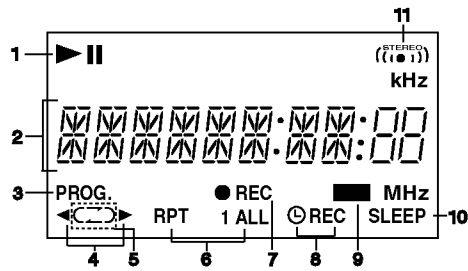 11
1
STEREO
kHz
2
3 PROG. REC MHz
RPT 1 ALL REC SLEEP 10
4 5 6 7 8 9